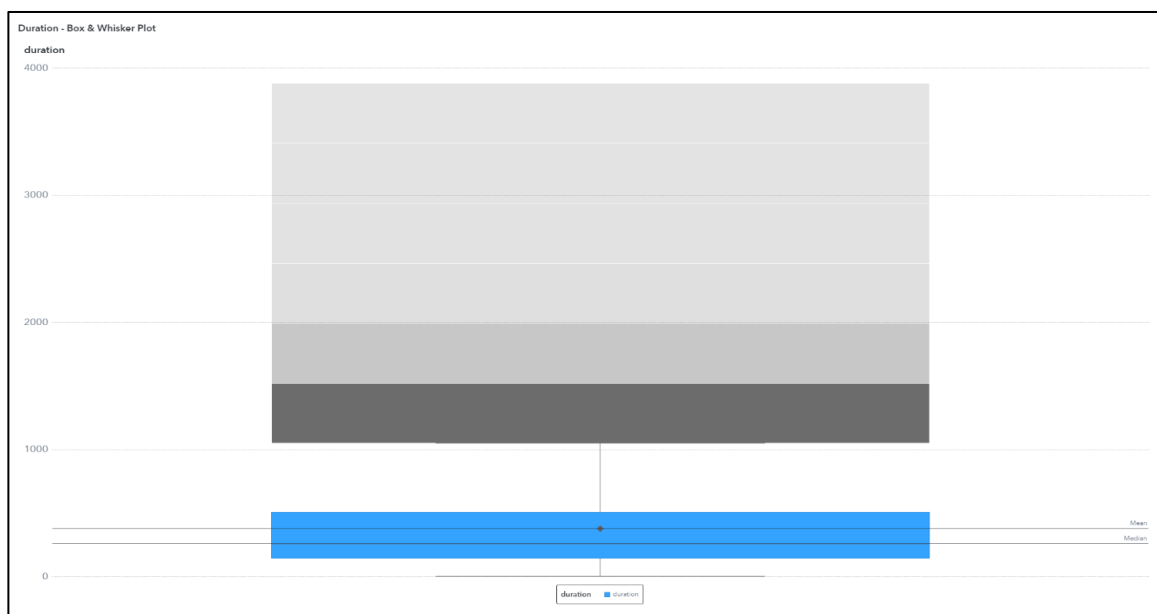 Duration - Box & Whisker Plot
duration
4000
3000
2000
1000
Mean
Median
0
duration duration